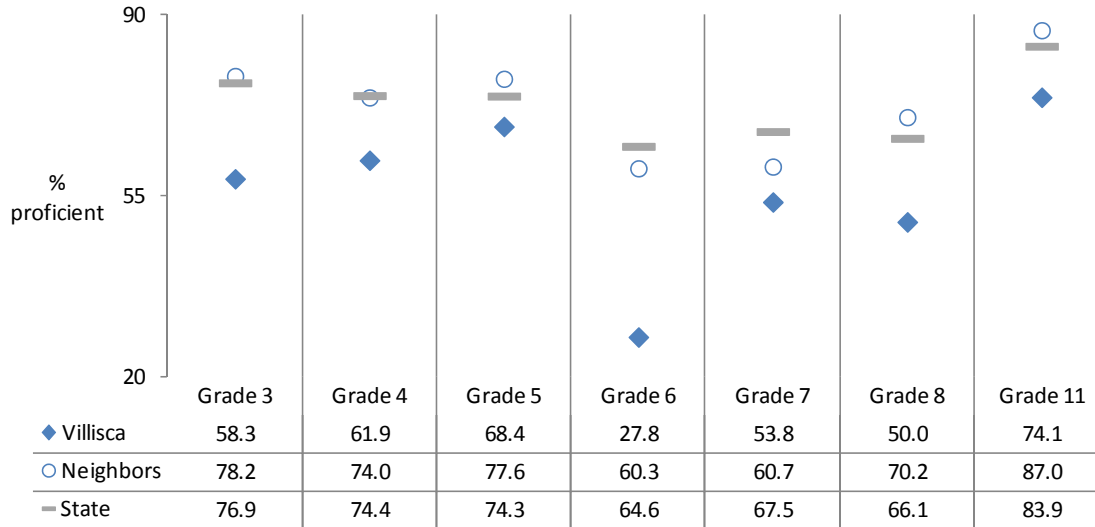 90
%
proficient
55
20
Grade 3 Grade 4 Grade 5 Grade 6 Grade 7 Grade 8 Grade 11
Villisca 58.3 61.9 68.4 27.8 53.8 50.0 74.1
Neighbors 78.2 74.0 77.6 60.3 60.7 70.2 87.0
State 76.9 74.4 74.3 64.6 67.5 66.1 83.9